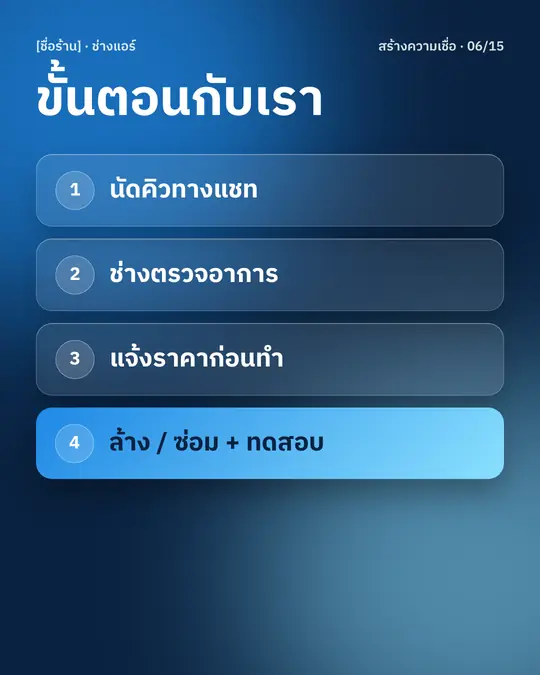 [ชื่อร้าน] · ช่างแอร์
สร้างความเชื่อ · 06/15
ขั้นตอนกับเรา
1 นัดคิวทางแชท
2 ช่างตรวจอาการ
3 แจ้งราคาก่อนทำ
4 ล้าง / ซ่อม + ทดสอบ